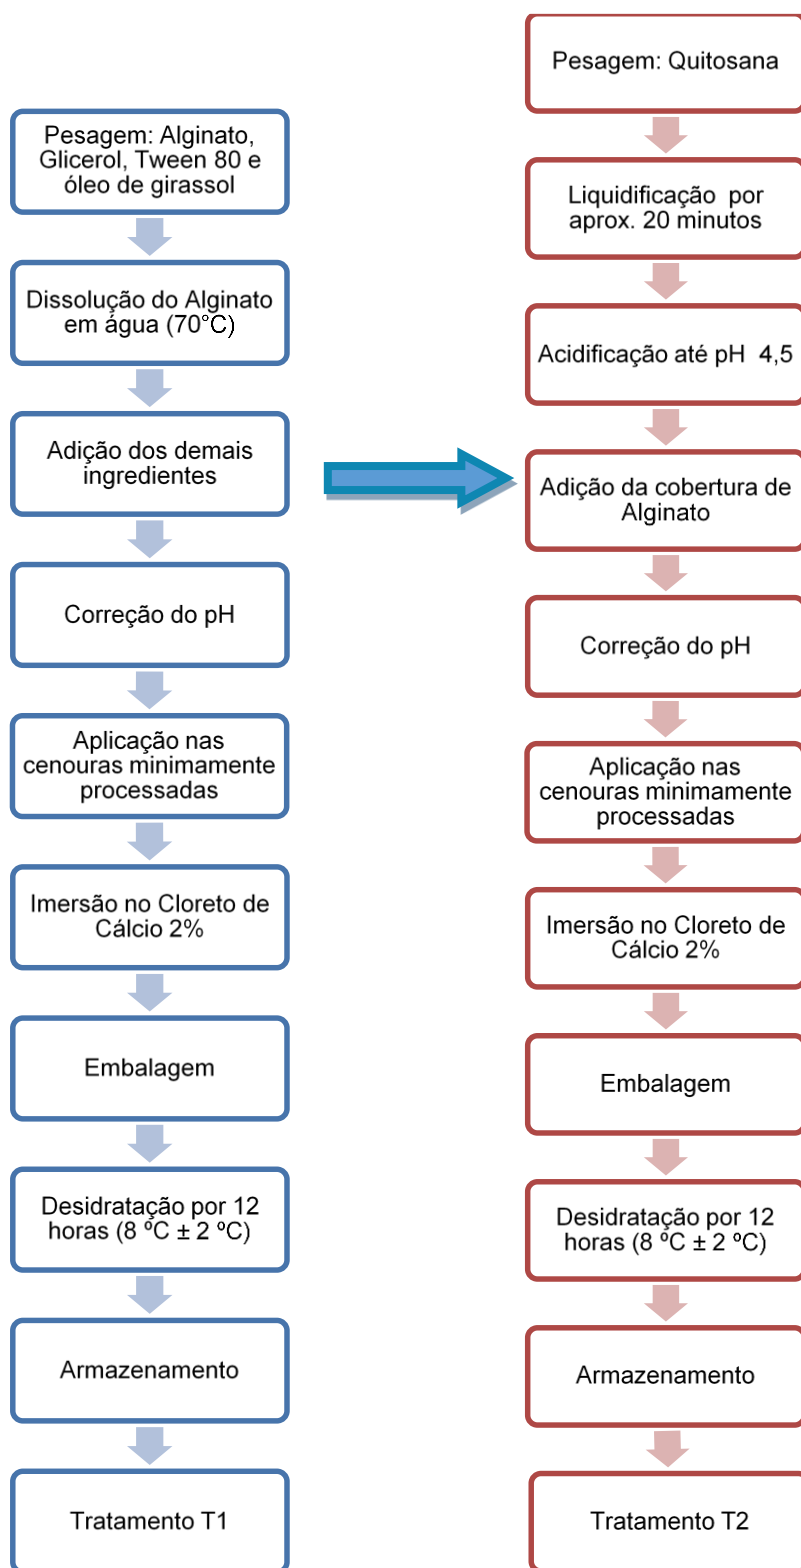 Pesagem: Alginato,
Glicerol, Tween 80 e
óleo de girassol
Dissolução do Alginato
em água (70°C)
Adição dos demais
ingredientes
Correção do pH
Aplicação nas
cenouras minimamente
processadas
Imersão no Cloreto de
Cálcio 2%
Embalagem
Desidratação por 12
horas (8 ºC ± 2 ºC)
Armazenamento
Tratamento T1
Pesagem: Quitosana
Liquidificação  por
aprox. 20 minutos
Acidificação até pH  4,5
Adição da cobertura de
Alginato
Correção do pH
Aplicação nas
cenouras minimamente
processadas
Imersão no Cloreto de
Cálcio 2%
Embalagem
Desidratação por 12
horas (8 ºC ± 2 ºC)
Armazenamento
Tratamento T2